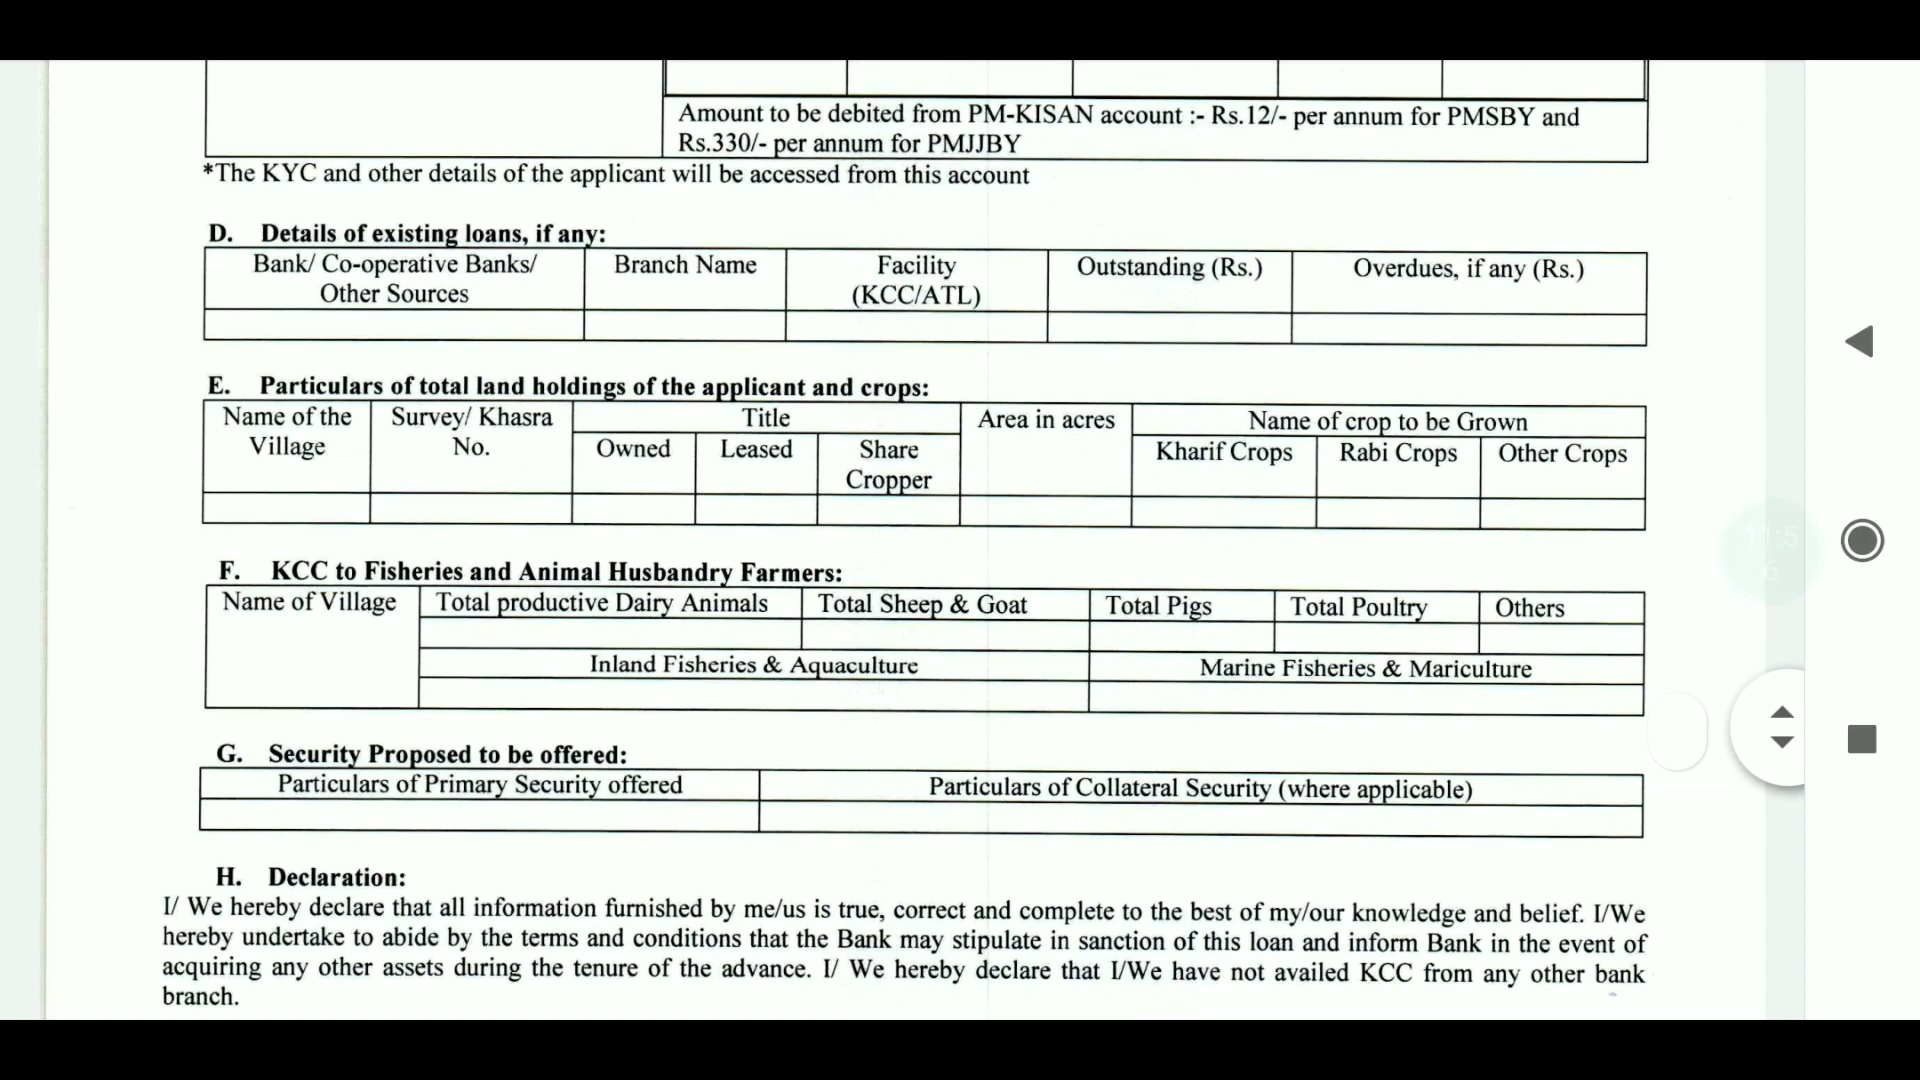 Amount to be debited from PM-KISAN account :- Rs.12/- per annum for PMSBY and
Rs.330/- per annum for PMJJBY
*The KYC and other details of the applicant will be accessed from this account
D. Details of existing loans, if any:
Bank/ Co-operative Banks/ Other Sources
Branch Name
Facility (KCC/ATL)
Outstanding (Rs.)
Overdues, if any (Rs.)
E. Particulars of total land holdings of the applicant and crops:
Name of the Village
Survey/ Khasra No.
Title
Area in acres
Name of crop to be Grown
Owned
Leased
Share Cropper
Kharif Crops
Rabi Crops
Other Crops
F. KCC to Fisheries and Animal Husbandry Farmers:
Name of Village
Total productive Dairy Animals
Total Sheep & Goat
Total Pigs
Total Poultry
Others
Inland Fisheries & Aquaculture
Marine Fisheries & Mariculture
G. Security Proposed to be offered:
Particulars of Primary Security offered
Particulars of Collateral Security (where applicable)
H. Declaration:
I/ We hereby declare that all information furnished by me/us is true, correct and complete to the best of my/our knowledge and belief. I/We
hereby undertake to abide by the terms and conditions that the Bank may stipulate in sanction of this loan and inform Bank in the event of
acquiring any other assets during the tenure of the advance. I/ We hereby declare that I/We have not availed KCC from any other bank
branch.